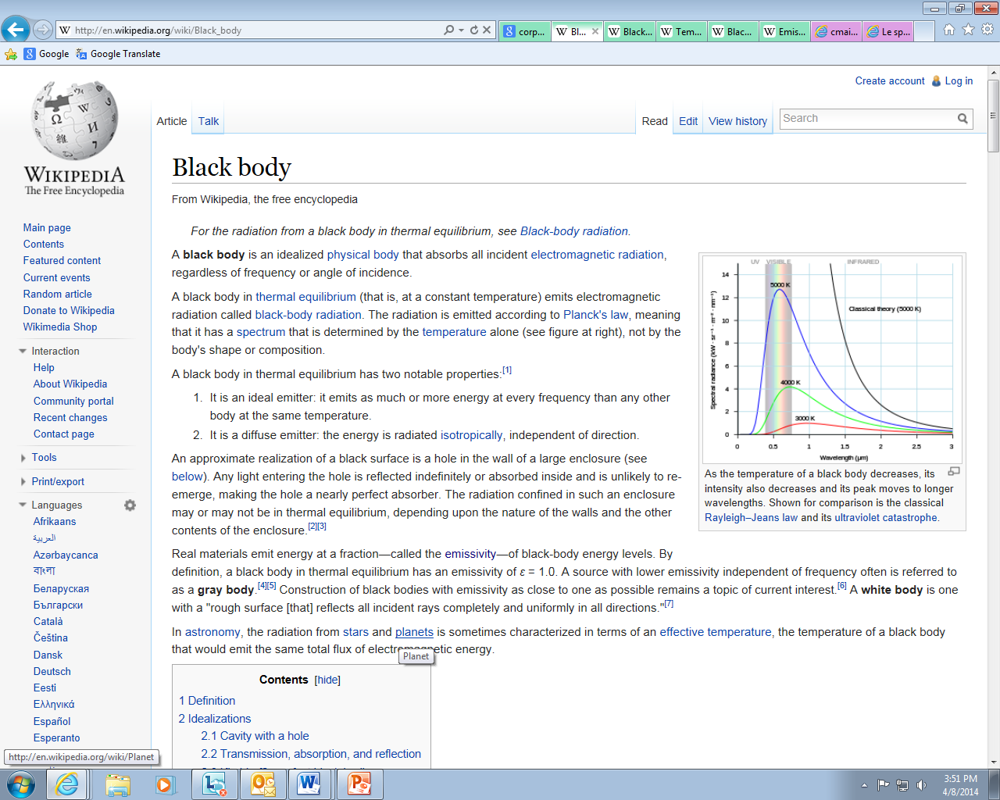 http://en.wikipedia.org/wiki/Black_body
corp...
Bl...
Black...
Tem...
Blac...
Emis...
cmai...
Le sp...
Google
Google Translate
Create account
Log in
Article
Talk
Read
Edit
View history
Search
WIKIPEDIA
The Free Encyclopedia
Main page
Contents
Featured content
Current events
Random article
Donate to Wikipedia
Wikimedia Shop
Interaction
Help
About Wikipedia
Community portal
Recent changes
Contact page
Tools
Print/export
Languages
Afrikaans
العربية
Azərbaycanca
বাংলা
Беларуская
Български
Català
Čeština
Dansk
Deutsch
Eesti
Ελληνικά
Español
Esperanto
Black body
From Wikipedia, the free encyclopedia
For the radiation from a black body in thermal equilibrium, see Black-body radiation.
A black body is an idealized physical body that absorbs all incident electromagnetic radiation,
regardless of frequency or angle of incidence.
A black body in thermal equilibrium (that is, at a constant temperature) emits electromagnetic
radiation called black-body radiation. The radiation is emitted according to Planck's law, meaning
that it has a spectrum that is determined by the temperature alone (see figure at right), not by the
body's shape or composition.
A black body in thermal equilibrium has two notable properties:[1]
1. It is an ideal emitter: it emits as much or more energy at every frequency than any other
body at the same temperature.
2. It is a diffuse emitter: the energy is radiated isotropically, independent of direction.
An approximate realization of a black surface is a hole in the wall of a large enclosure (see
below). Any light entering the hole is reflected indefinitely or absorbed inside and is unlikely to re-
emerge, making the hole a nearly perfect absorber. The radiation confined in such an enclosure
may or may not be in thermal equilibrium, depending upon the nature of the walls and the other
contents of the enclosure.[2][3]
Real materials emit energy at a fraction—called the emissivity—of black-body energy levels. By
definition, a black body in thermal equilibrium has an emissivity of ε = 1.0. A source with lower emissivity independent of frequency often is referred to
as a gray body.[4][5] Construction of black bodies with emissivity as close to one as possible remains a topic of current interest.[6] A white body is one
with a "rough surface [that] reflects all incident rays completely and uniformly in all directions."[7]
In astronomy, the radiation from stars and planets is sometimes characterized in terms of an effective temperature, the temperature of a black body
that would emit the same total flux of electromagnetic energy.
Planet
UV VISIBLE INFRARED
5000 K
Classical theory (5000 K)
4000 K
3000 K
Spectral radiance (kW · sr⁻¹ · m⁻² · nm⁻¹)
14
12
10
8
6
4
2
0
0 0.5 1 1.5 2 2.5 3
Wavelength (μm)
As the temperature of a black body decreases, its
intensity also decreases and its peak moves to longer
wavelengths. Shown for comparison is the classical
Rayleigh–Jeans law and its ultraviolet catastrophe.
Contents [hide]
1 Definition
2 Idealizations
2.1 Cavity with a hole
2.2 Transmission, absorption, and reflection
http://en.wikipedia.org/wiki/Planet
3:51 PM
4/8/2014